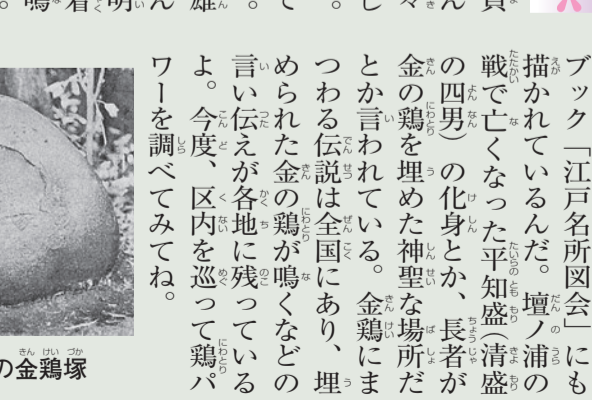 ブック「江戸名所図会」にも
描かれているんだ。壇ノ浦の
戦で亡くなった平知盛(清盛
の四男)の化身とか、長者が
金の鶏を埋めた神聖な場所だ
とか言われている。金鶏にま
つわる伝説は全国にあり、埋
められた金の鶏が鳴くなどの
言い伝えが各地に残っている
よ。今度、区内を巡って鶏パ
ワーを調べてみてね。
の金鶏塚